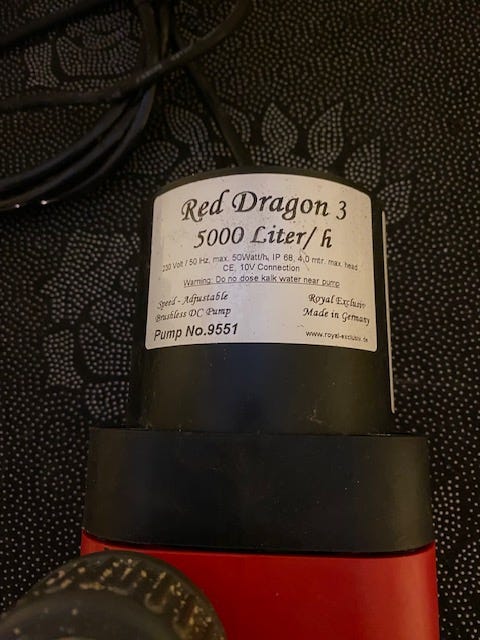 Red Dragon 3
5000 Liter/ h
230 Volt / 50 Hz, max. 50Watt/h, IP 68, 4,0 mtr. max. head
CE, 10V Connection
Warning: Do no dose kalk water near pump
Speed - Adjustable
Brushless DC Pump
Pump No.9551
Royal Exclusiv
Made in Germany
www.royal-exclusiv.de